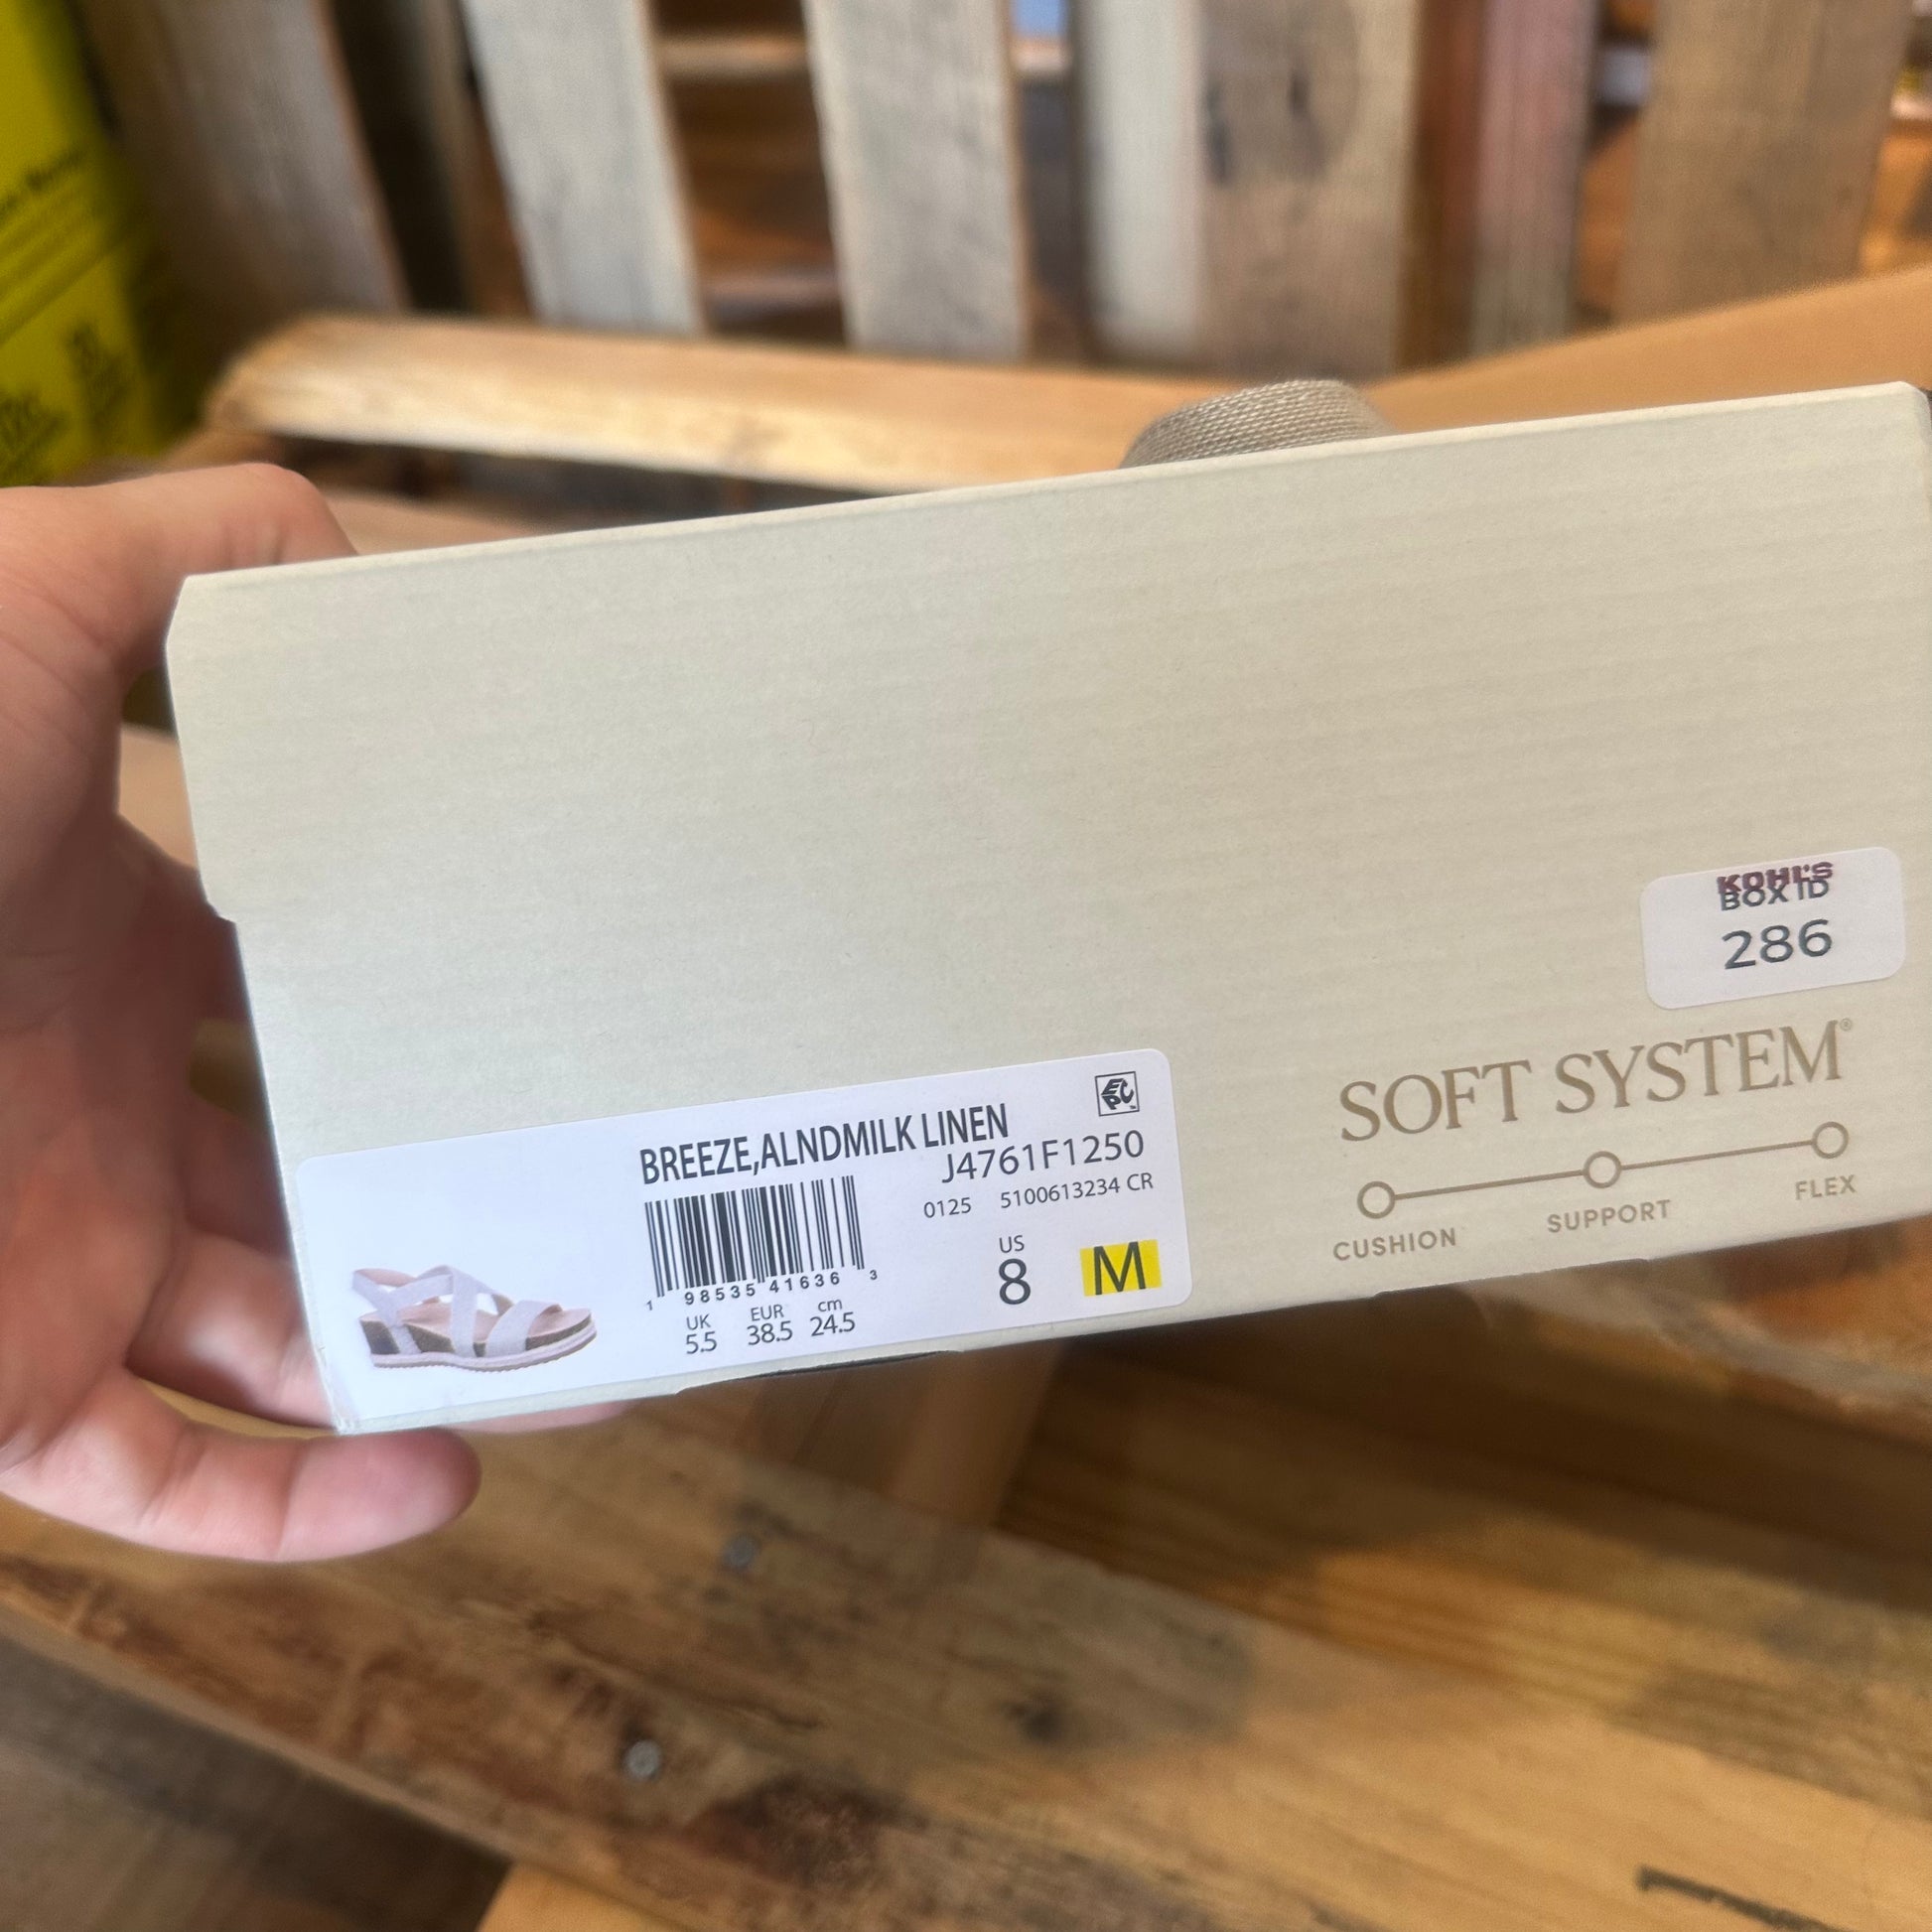 KOHL'S
BOX ID
286
SOFT SYSTEM®
CUSHION SUPPORT FLEX
BREEZE,ALNDMILK LINEN
J4761F1250
0125 5100613234 CR
1 98535 41636 3
UK EUR cm
5.5 38.5 24.5
US
8 M